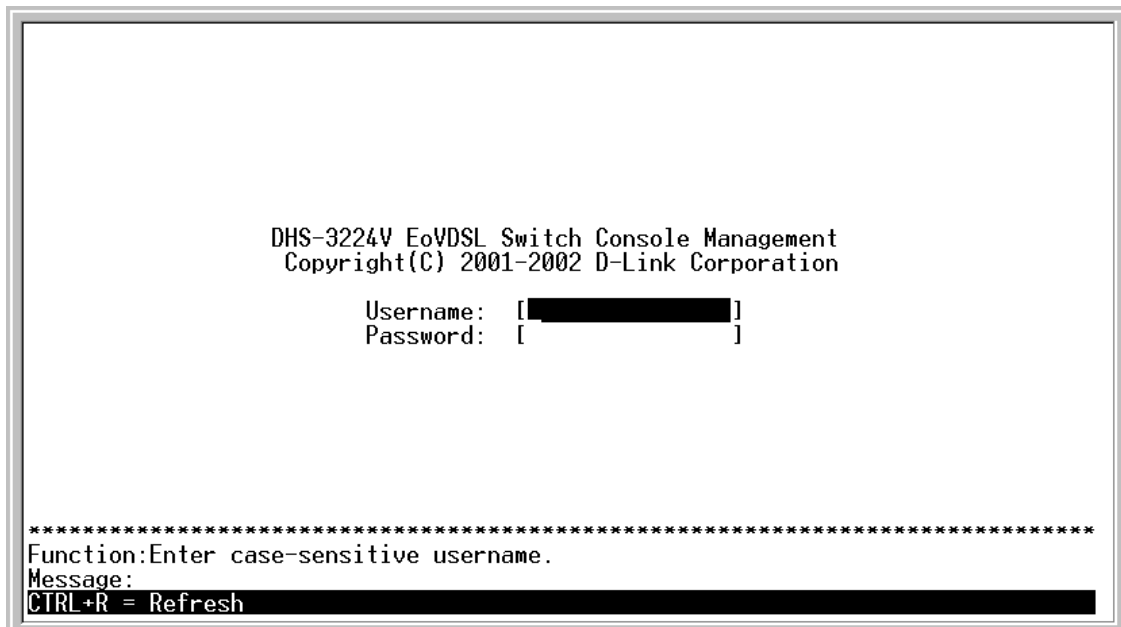 DHS-3224V EoVDSL Switch Console Management
Copyright(C) 2001-2002 D-Link Corporation
Username: [ ]
Password: [ ]
********************************************************************************
Function:Enter case-sensitive username.
Message:
CTRL+R = Refresh